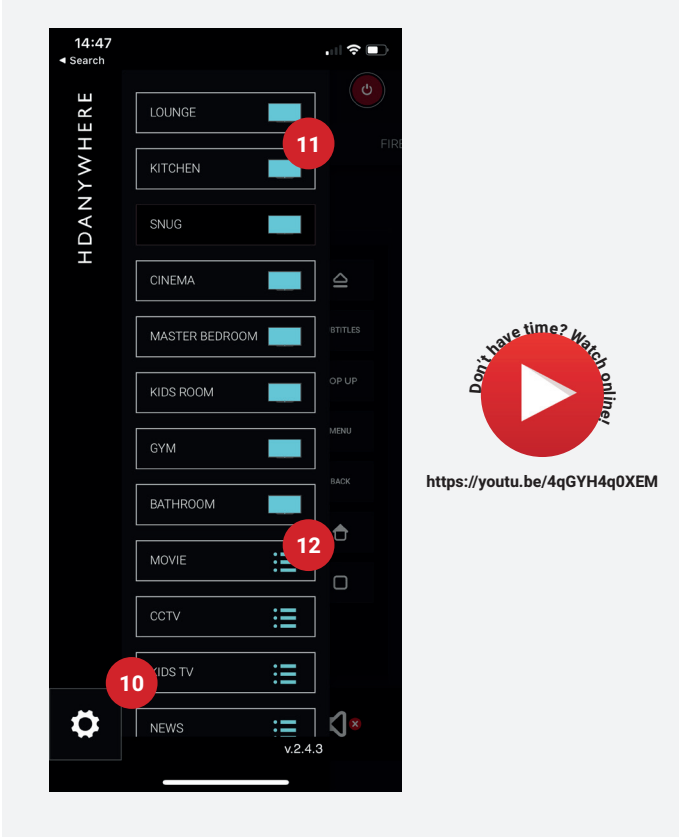 14:47
◀ Search
HDANYWHERE
LOUNGE
11
FIRE
KITCHEN
SNUG
CINEMA
MASTER BEDROOM
BTITLES
KIDS ROOM
OP UP
GYM
MENU
BATHROOM
BACK
12
MOVIE
CCTV
10
KIDS TV
NEWS
v.2.4.3
Don't have time? Watch online!
https://youtu.be/4qGYH4q0XEM